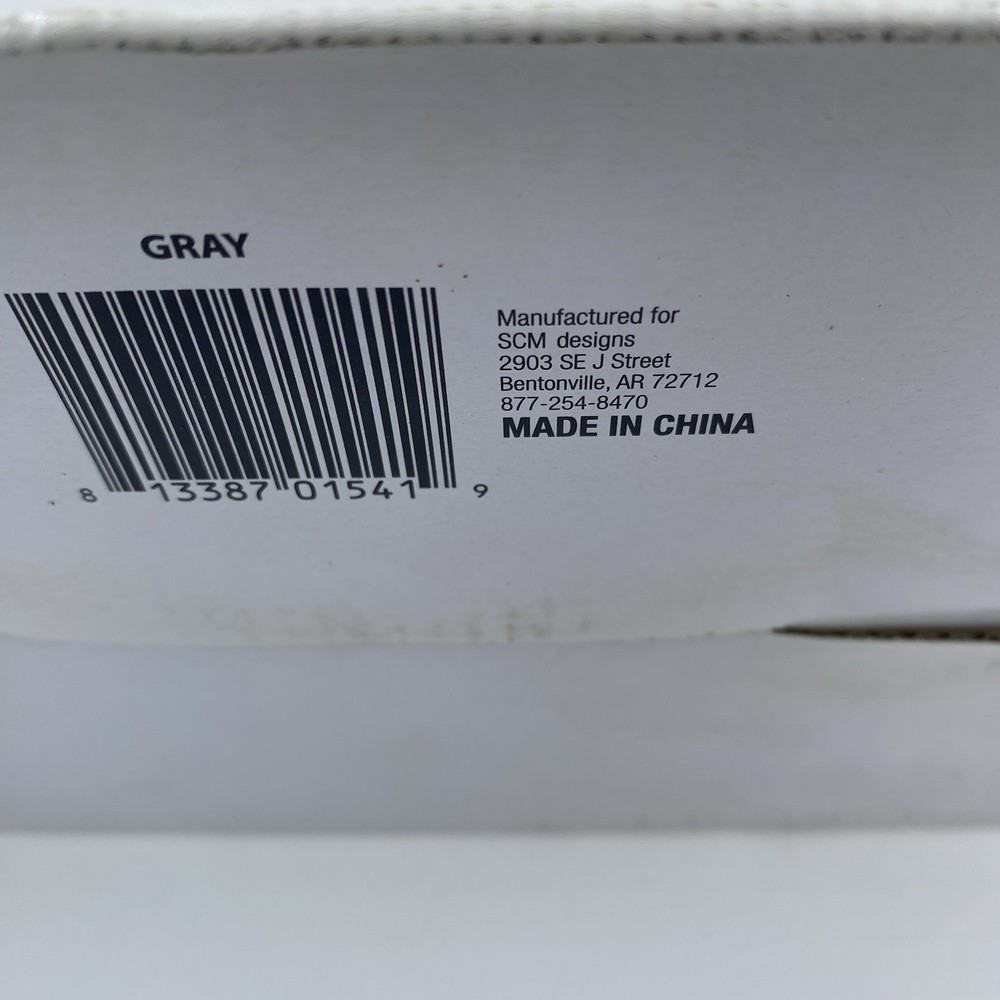 GRAY
8 13387 01541 9
Manufactured for
SCM designs
2903 SE J Street
Bentonville, AR 72712
877-254-8470
MADE IN CHINA